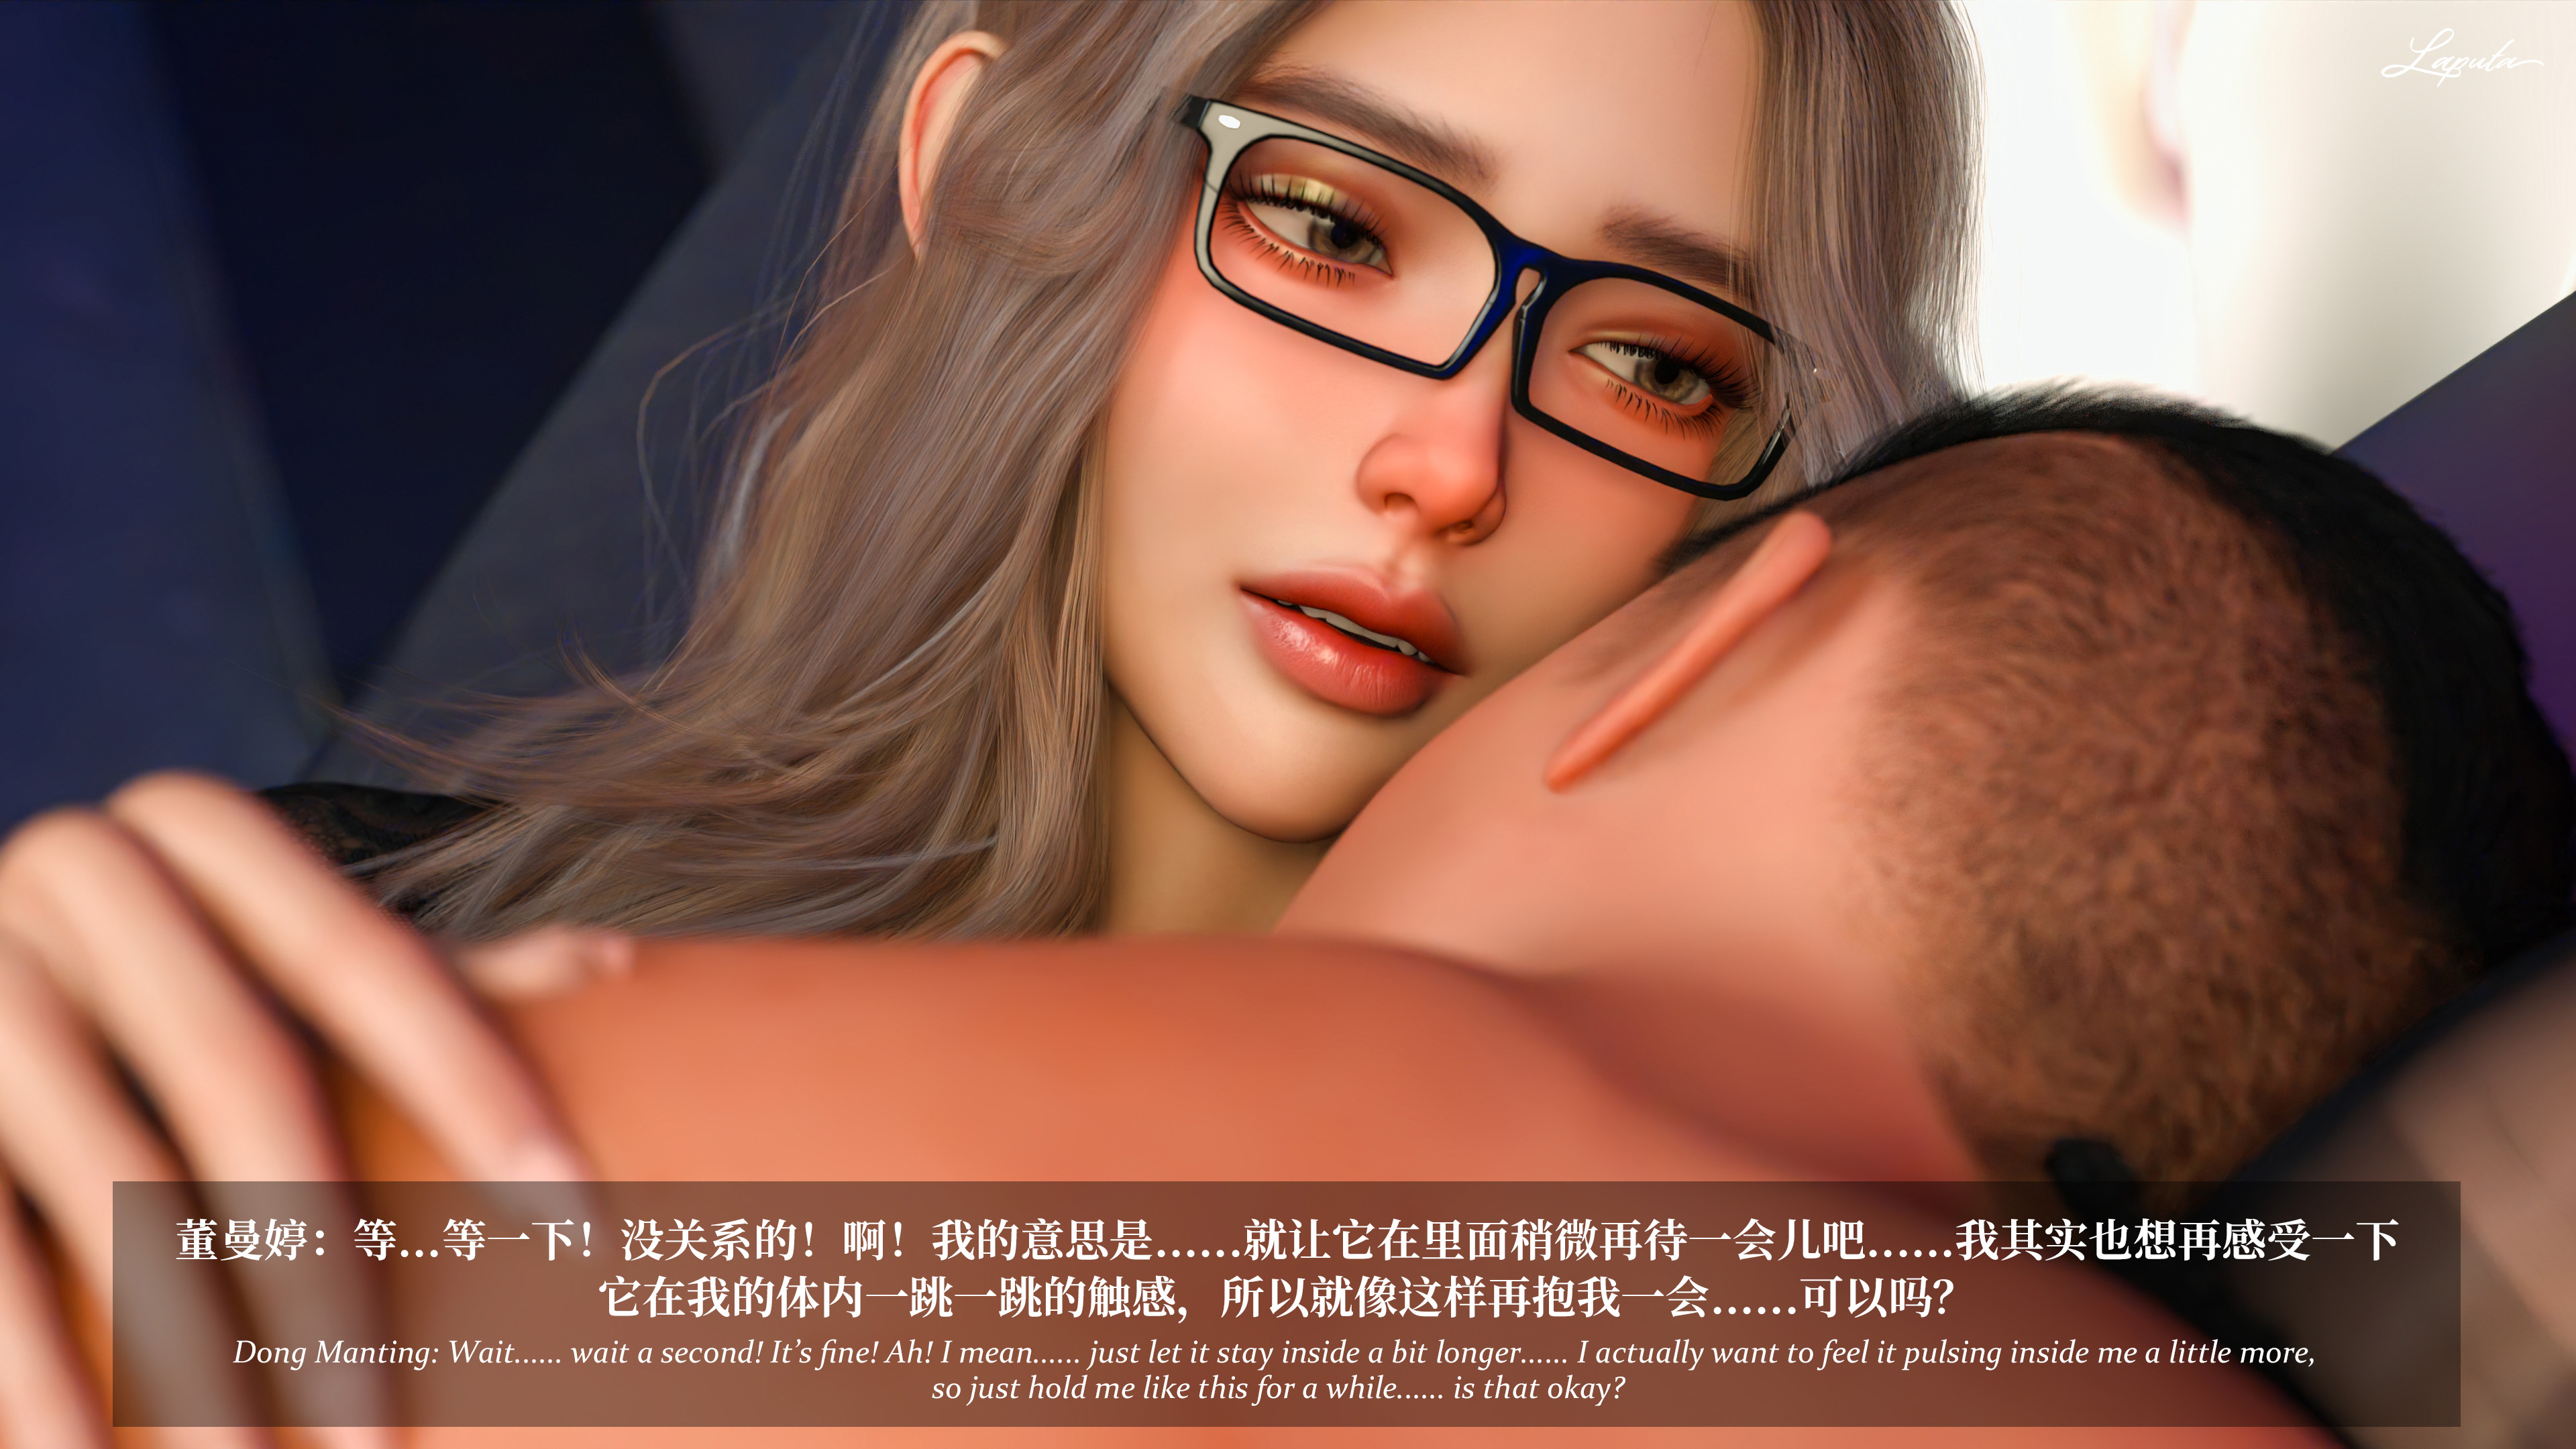 Laputa
董曼婷：等...等一下！没关系的！啊！我的意思是......就让它在里面稍微再待一会儿吧......我其实也想再感受一下
它在我的体内一跳一跳的触感，所以就像这样再抱我一会......可以吗？
Dong Manting: Wait...... wait a second! It’s fine! Ah! I mean...... just let it stay inside a bit longer...... I actually want to feel it pulsing inside me a little more,
so just hold me like this for a while...... is that okay?